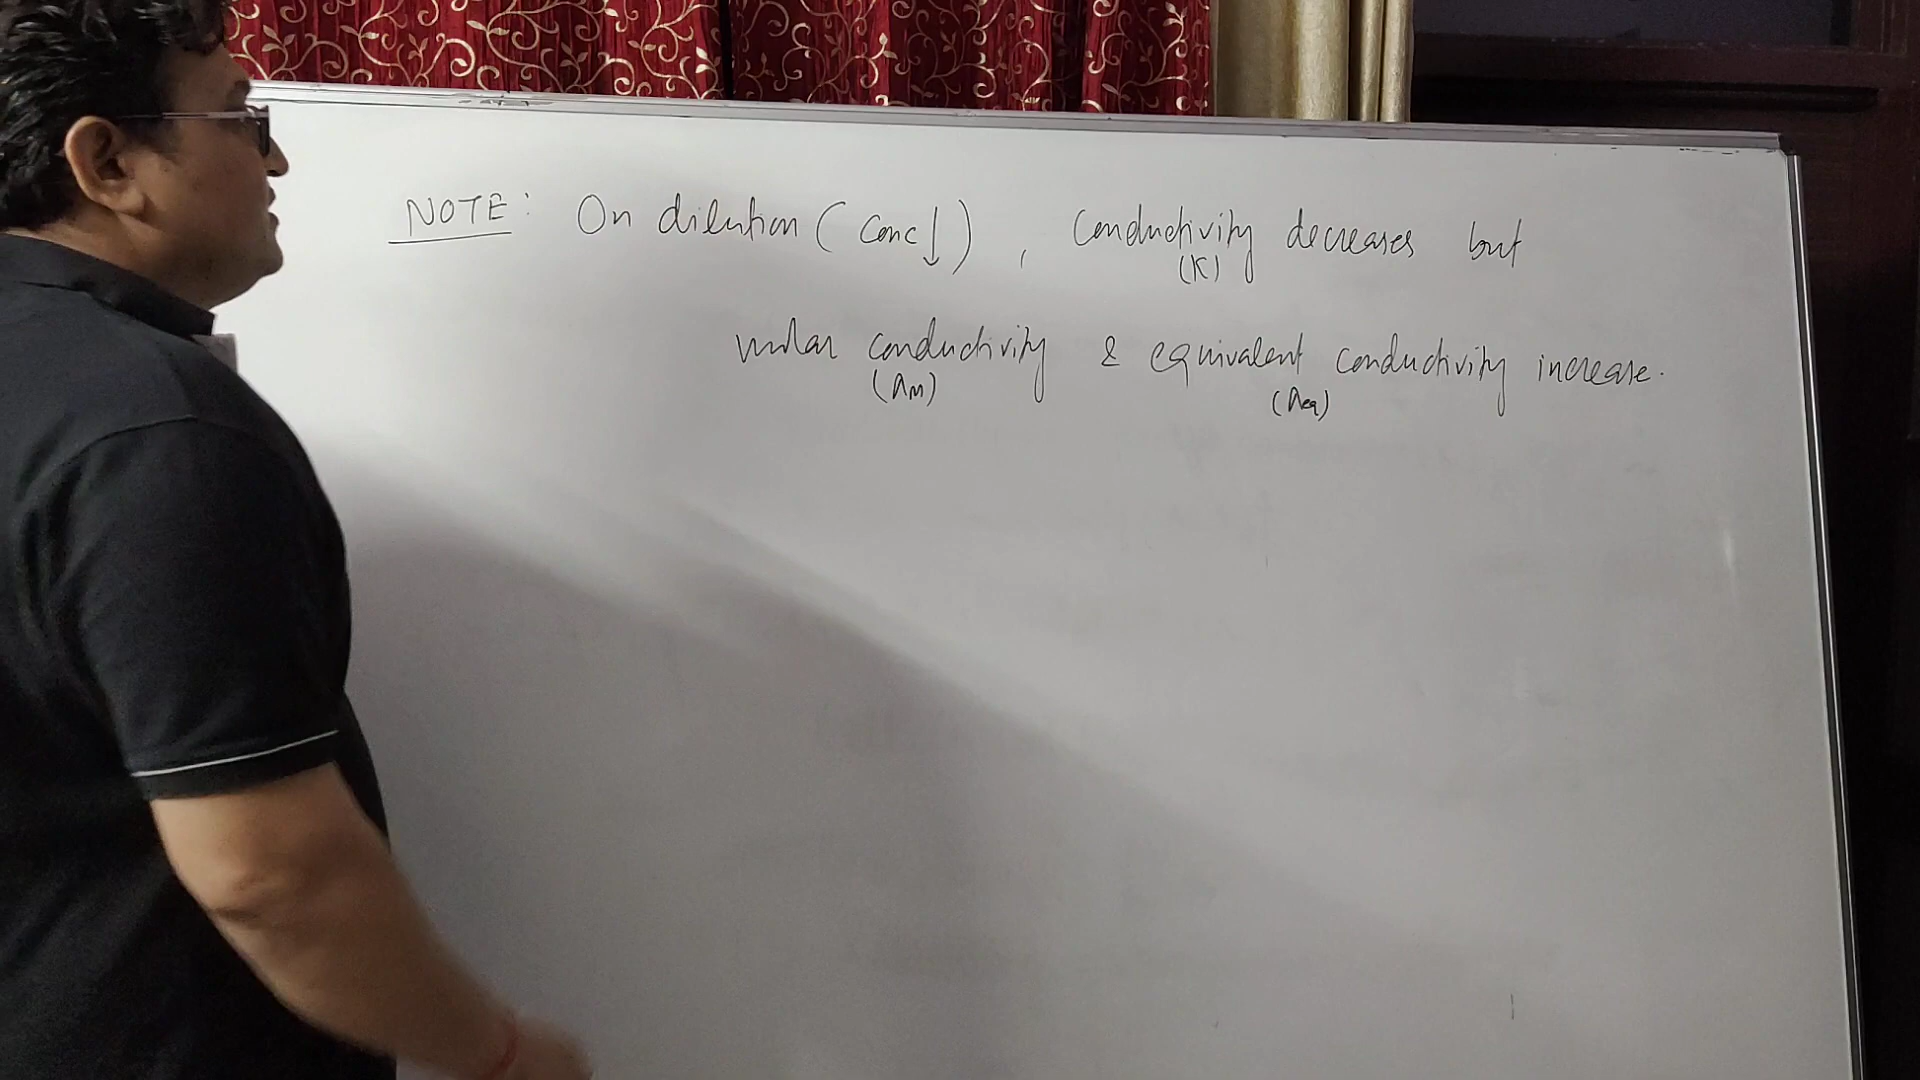 NOTE: On dilution (Conc↓), Conductivity decreases but
(K)
molar conductivity & equivalent conductivity increase.
(Λm) (Λeq)